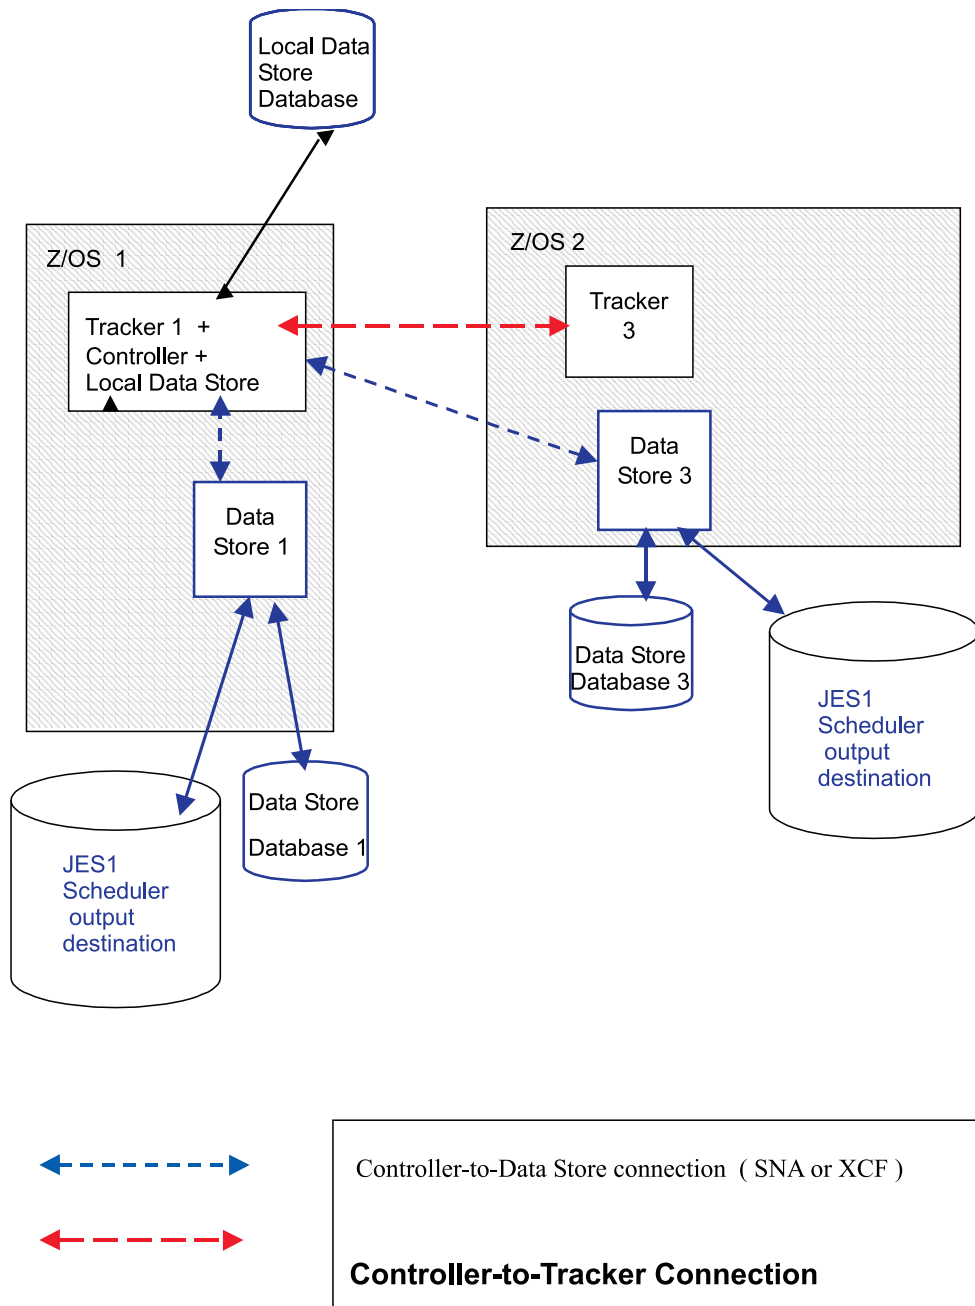 Local Data
Store
Database
Z/OS 1
Tracker 1 +
Controller +
Local Data Store
Data
Store 1
Z/OS 2
Tracker
3
Data
Store 3
Data Store
Database 3
JES1
Scheduler
output
destination
Data Store
Database 1
JES1
Scheduler
output
destination
Controller-to-Data Store connection ( SNA or XCF )
Controller-to-Tracker Connection